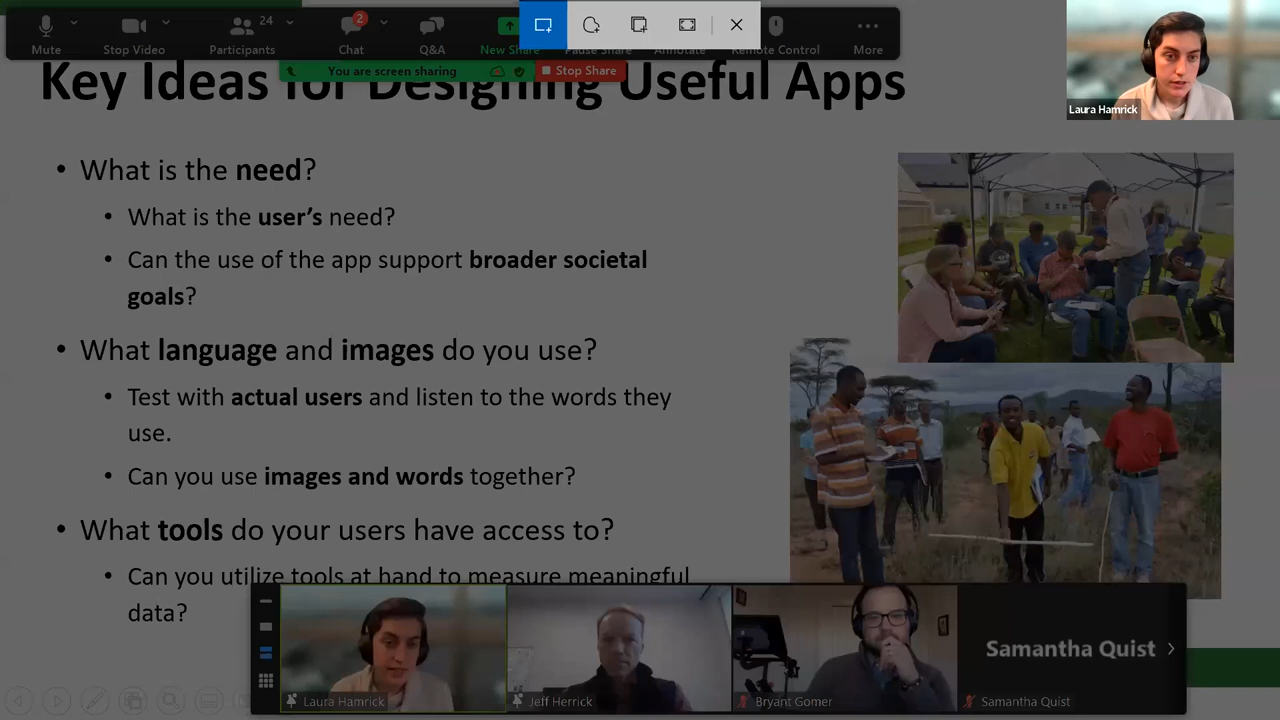 24
2
Mute
Stop Video
Participants
Chat
Q&A
New Share
Pause Share
Annotate
Remote Control
More
You are screen sharing
Stop Share
Laura Hamrick
Key Ideas for Designing Useful Apps
• What is the need?
• What is the user's need?
• Can the use of the app support broader societal
goals?
• What language and images do you use?
• Test with actual users and listen to the words they
use.
• Can you use images and words together?
• What tools do your users have access to?
• Can you utilize tools at hand to measure meaningful
data?
Samantha Quist
Laura Hamrick
Jeff Herrick
Bryant Gomer
Samantha Quist